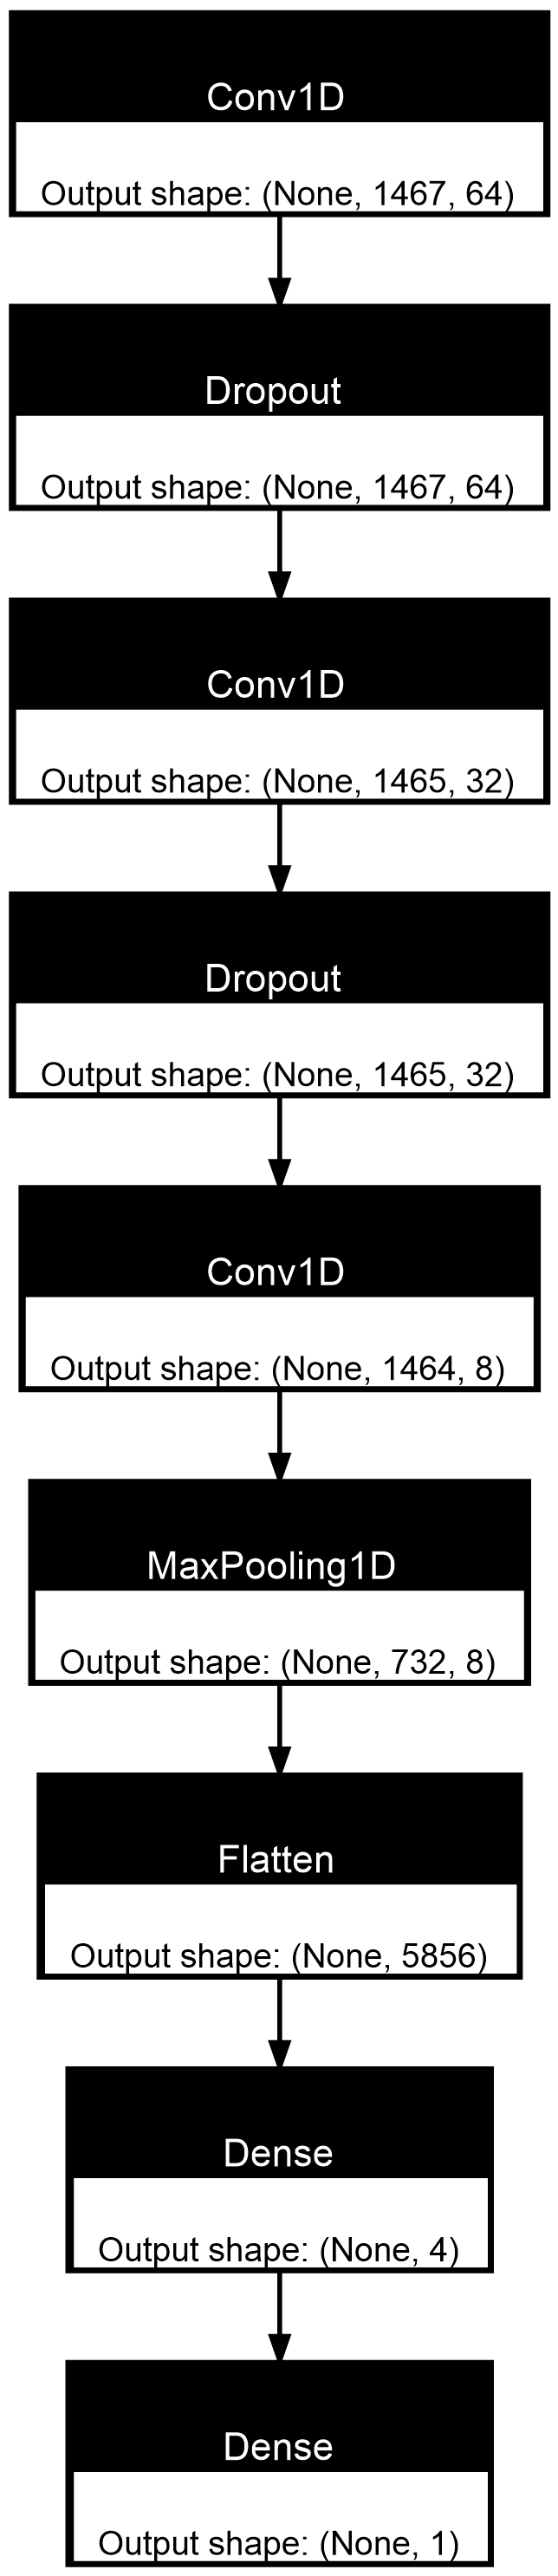 Conv1D
Output shape: (None, 1467, 64)
Dropout
Output shape: (None, 1467, 64)
Conv1D
Output shape: (None, 1465, 32)
Dropout
Output shape: (None, 1465, 32)
Conv1D
Output shape: (None, 1464, 8)
MaxPooling1D
Output shape: (None, 732, 8)
Flatten
Output shape: (None, 5856)
Dense
Output shape: (None, 4)
Dense
Output shape: (None, 1)